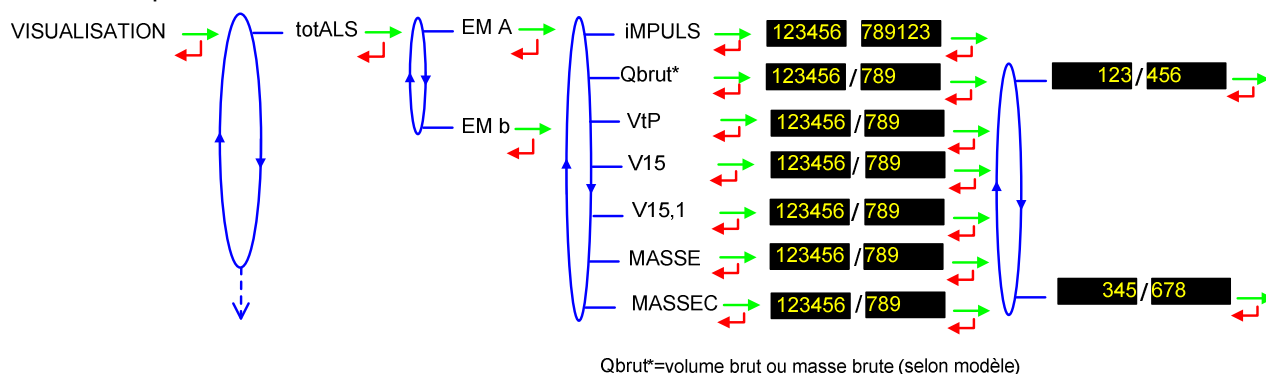 VISUALISATION totALS EM A iMPULS 123456 789123
Qbrut* 123456 / 789 123 / 456
EM b VtP 123456 / 789
V15 123456 / 789
V15,1 123456 / 789
MASSE 123456 / 789
MASSEC 123456 / 789 345 / 678
Qbrut*=volume brut ou masse brute (selon modèle)